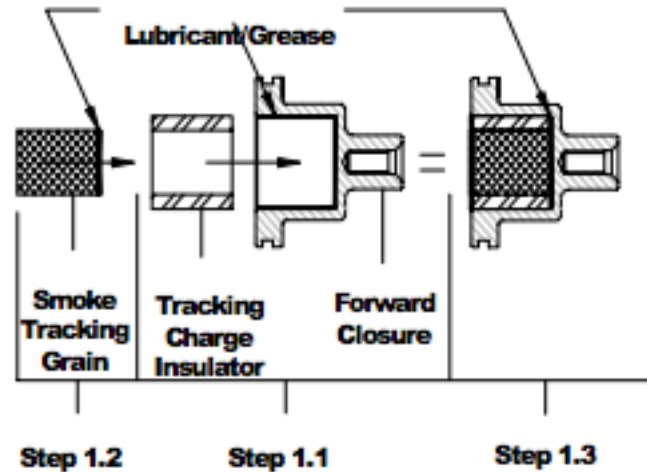 Lubricant/Grease
Smoke
Tracking
Grain
Tracking
Charge
Insulator
Forward
Closure
Step 1.2
Step 1.1
Step 1.3